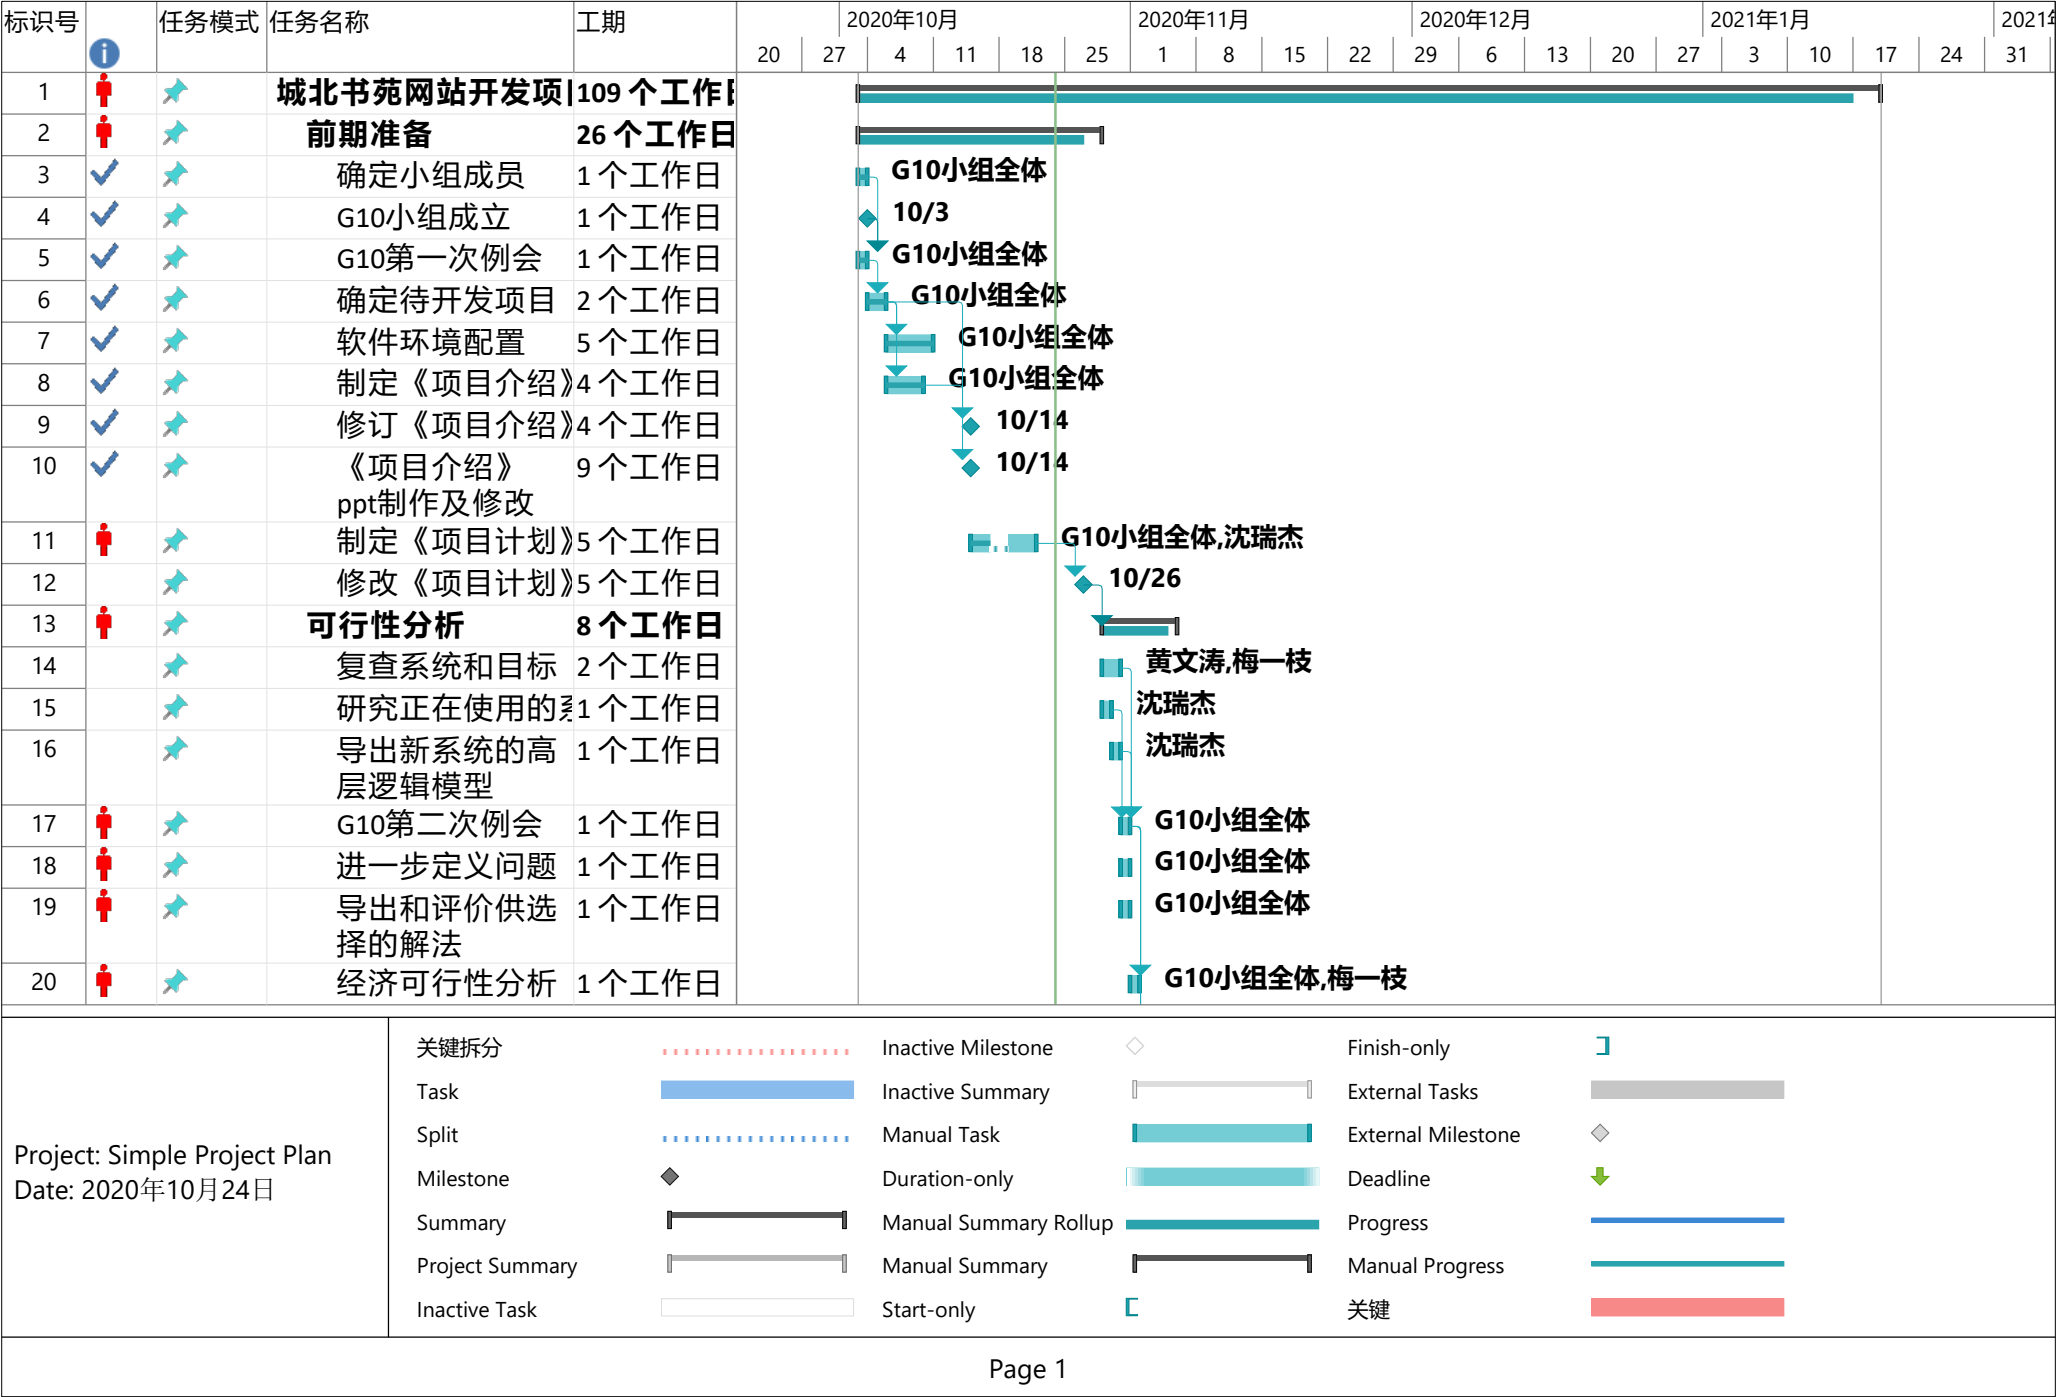 标识号 任务模式 任务名称 工期 2020年10月 2020年11月 2020年12月 2021年1月 2021
20 27 4 11 18 25 1 8 15 22 29 6 13 20 27 3 10 17 24 31
1 城北书苑网站开发项 109 个工作日
2 前期准备 26 个工作日
3 确定小组成员 1 个工作日 G10小组全体
4 G10小组成立 1 个工作日 10/3
5 G10第一次例会 1 个工作日 G10小组全体
6 确定待开发项目 2 个工作日 G10小组全体
7 软件环境配置 5 个工作日 G10小组全体
8 制定《项目介绍》 4 个工作日 G10小组全体
9 修订《项目介绍》 4 个工作日 10/14
10 《项目介绍》 9 个工作日 10/14
ppt制作及修改
11 制定《项目计划》 5 个工作日 G10小组全体,沈瑞杰
12 修改《项目计划》 5 个工作日 10/26
13 可行性分析 8 个工作日
14 复查系统和目标 2 个工作日 黄文涛,梅一枝
15 研究正在使用的系 1 个工作日 沈瑞杰
16 导出新系统的高 1 个工作日 沈瑞杰
层逻辑模型
17 G10第二次例会 1 个工作日 G10小组全体
18 进一步定义问题 1 个工作日 G10小组全体
19 导出和评价供选 1 个工作日 G10小组全体
择的解法
20 经济可行性分析 1 个工作日 G10小组全体,梅一枝
Project: Simple Project Plan
Date: 2020年10月24日
关键拆分 Inactive Milestone Finish-only
Task Inactive Summary External Tasks
Split Manual Task External Milestone
Milestone Duration-only Deadline
Summary Manual Summary Rollup Progress
Project Summary Manual Summary Manual Progress
Inactive Task Start-only 关键
Page 1